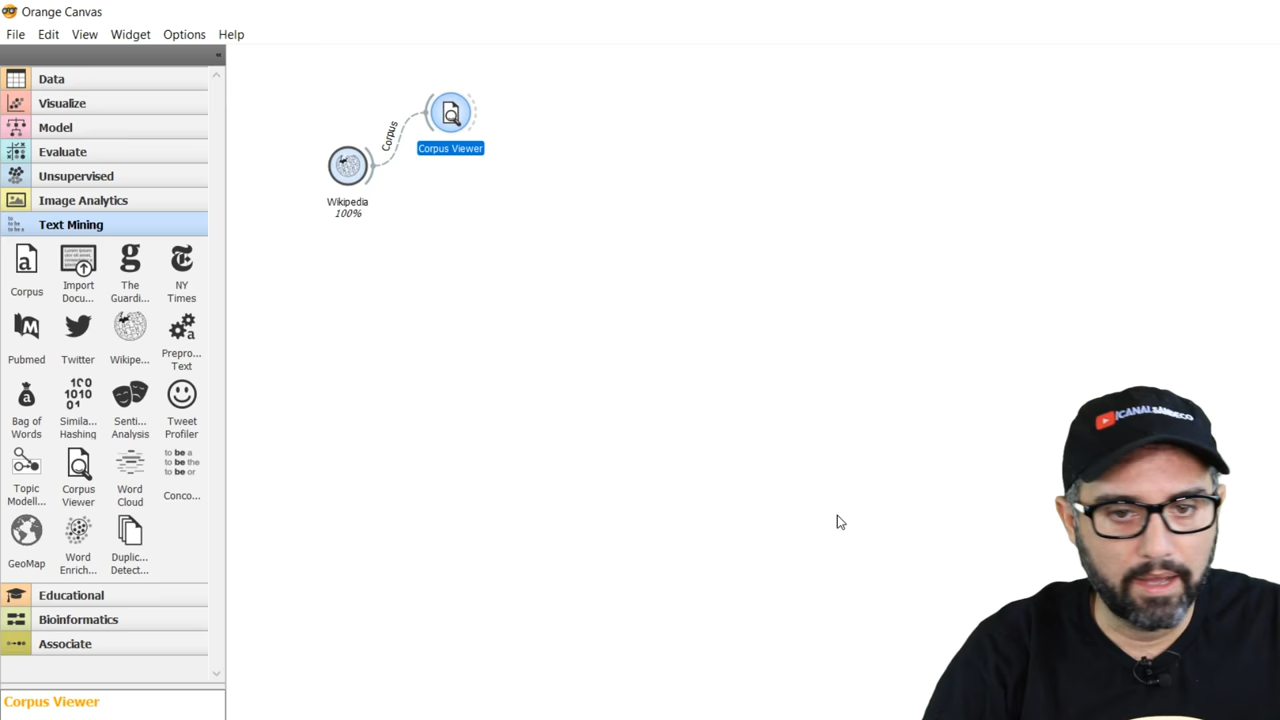 Orange Canvas
File Edit View Widget Options Help
Data
Visualize
Model
Evaluate
Unsupervised
Image Analytics
Text Mining
Corpus
Import Docu...
The Guardi...
NY Times
Pubmed
Twitter
Wikipe...
Prepro... Text
Bag of Words
Simila... Hashing
Senti... Analysis
Tweet Profiler
Topic Modell...
Corpus Viewer
Word Cloud
Conco...
GeoMap
Word Enrich...
Duplic... Detect...
Educational
Bioinformatics
Associate
Corpus Viewer
Corpus
Corpus Viewer
Wikipedia
100%
/CANALSANDECO